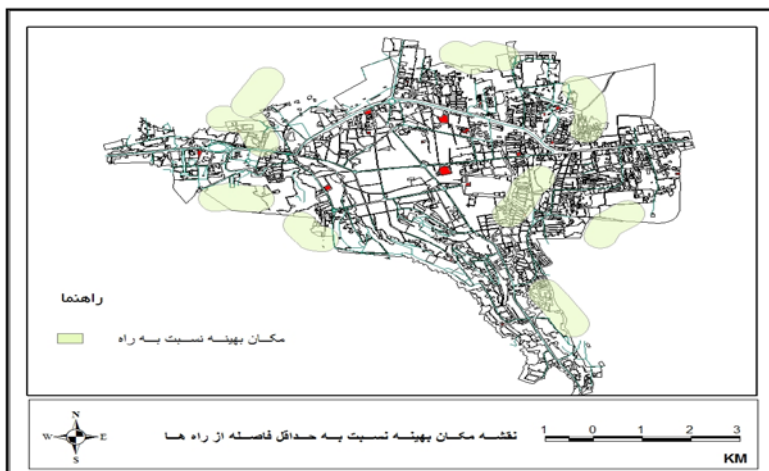 راهنما
مکان بهینه نسبت به راه
N
W E
S
نقشه مکان بهینه نسبت به حداقل فاصله از راه ها
1 0 1 2 3
KM